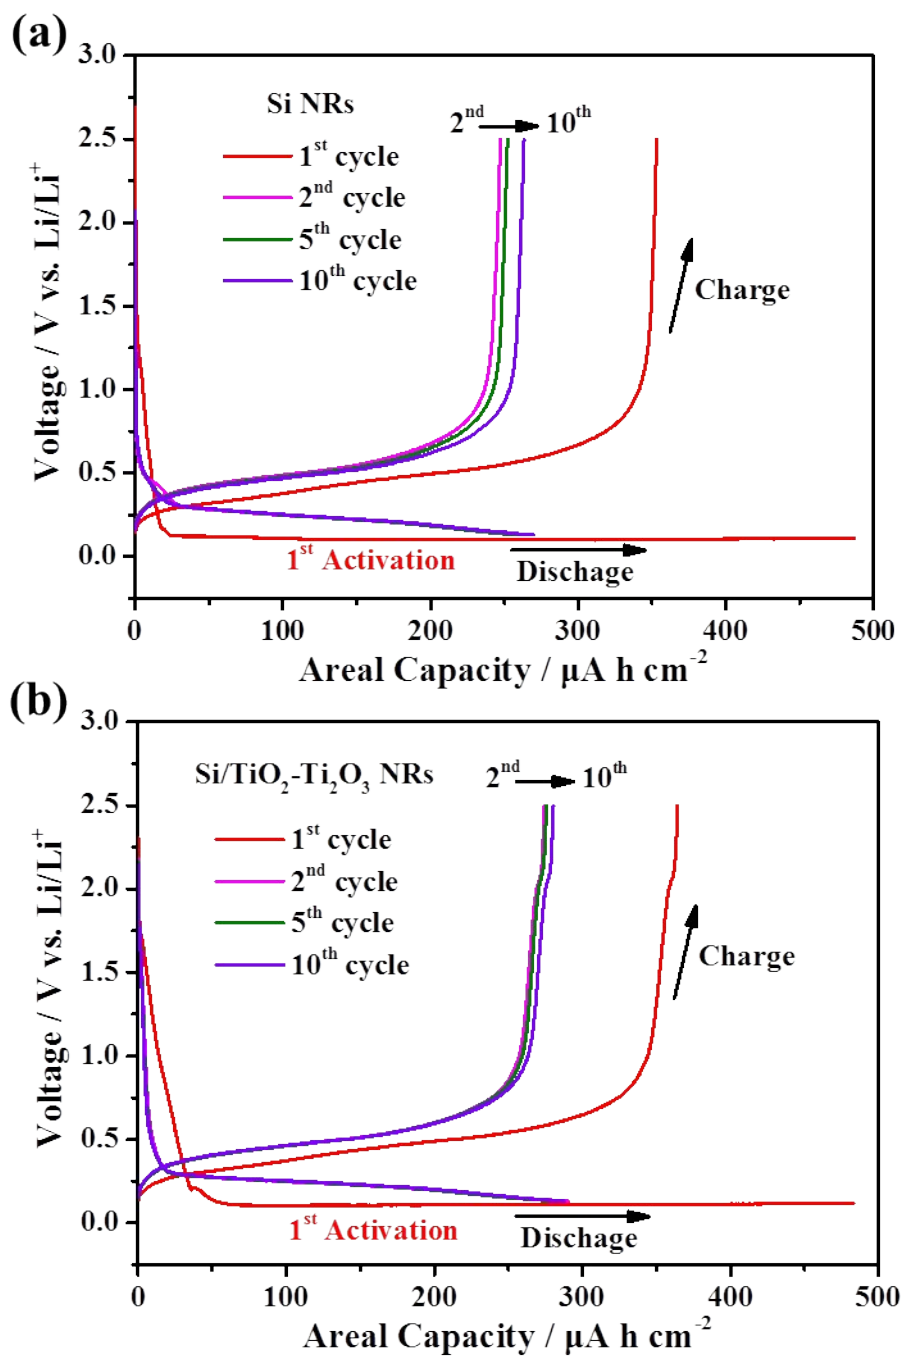 (a)
Voltage / V vs. Li/Li⁺
3.0
2.5
2.0
1.5
1.0
0.5
0.0
Si NRs
1ˢᵗ cycle
2ⁿᵈ cycle
5ᵗʰ cycle
10ᵗʰ cycle
2ⁿᵈ 10ᵗʰ
Charge
1ˢᵗ Activation
Dischage
0 100 200 300 400 500
Areal Capacity / μA h cm⁻²
(b)
Voltage / V vs. Li/Li⁺
3.0
2.5
2.0
1.5
1.0
0.5
0.0
Si/TiO₂-Ti₂O₃ NRs
1ˢᵗ cycle
2ⁿᵈ cycle
5ᵗʰ cycle
10ᵗʰ cycle
2ⁿᵈ 10ᵗʰ
Charge
1ˢᵗ Activation
Dischage
0 100 200 300 400 500
Areal Capacity / μA h cm⁻²